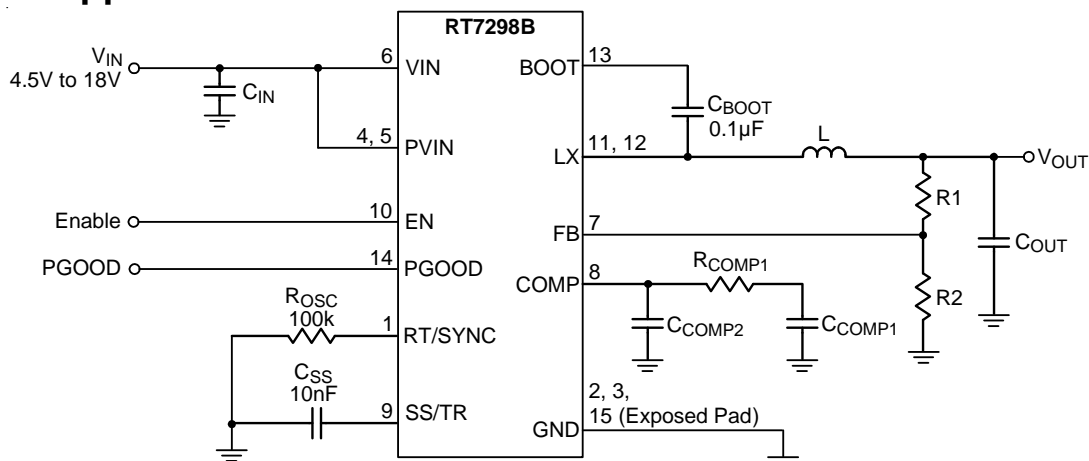 RT7298B
VIN
4.5V to 18V
CIN
6
VIN
4, 5
PVIN
Enable
10
EN
PGOOD
14
PGOOD
ROSC
100k
1
RT/SYNC
CSS
10nF
9
SS/TR
BOOT
13
CBOOT
0.1µF
LX
11, 12
L
VOUT
R1
FB
7
COUT
COMP
8
RCOMP1
R2
CCOMP2
CCOMP1
2, 3,
15 (Exposed Pad)
GND